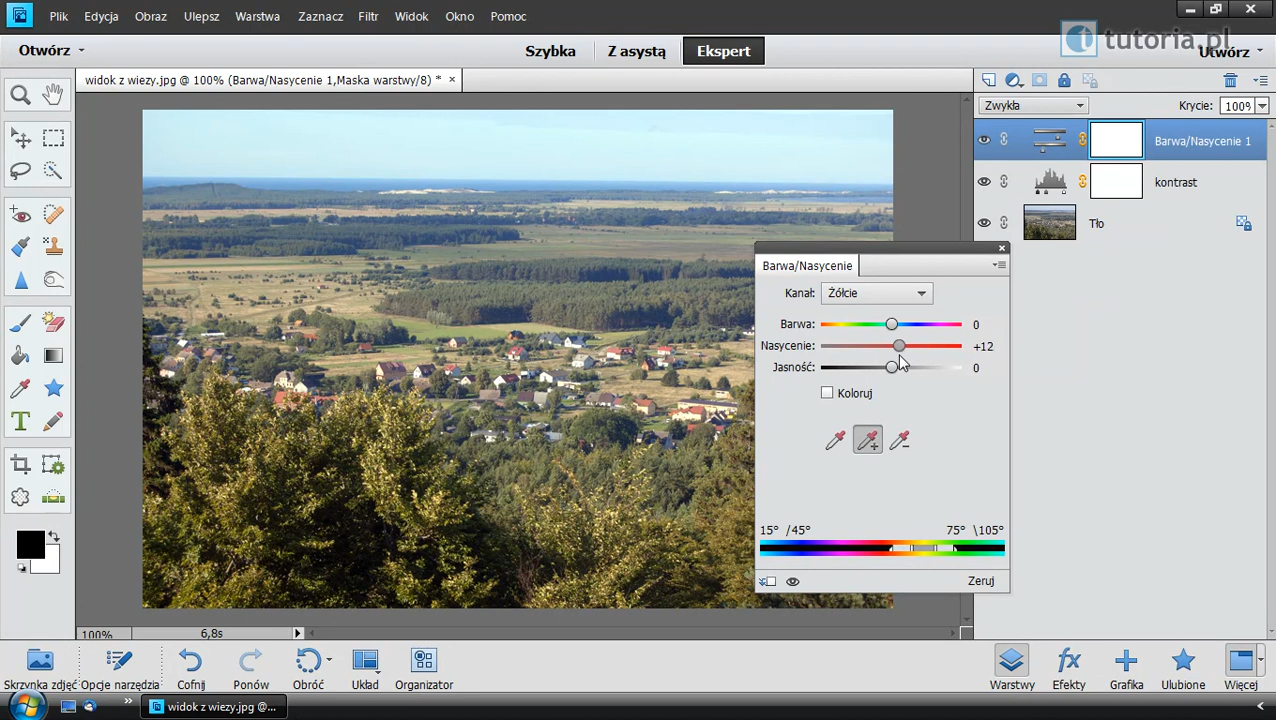 Plik Edycja Obraz Ulepsz Warstwa Zaznacz Filtr Widok Okno Pomoc
tutoria.pl
Otwórz Szybka Z asystą Ekspert Utwórz
widok z wiezy.jpg @ 100% (Barwa/Nasycenie 1,Maska warstwy/8) *
Zwykła Krycie: 100%
Barwa/Nasycenie 1
kontrast
Tło
Barwa/Nasycenie
Kanał: Żółcie
Barwa: 0
Nasycenie: +12
Jasność: 0
Koloruj
15° /45° 75° \105°
Zeruj
100% 6,8s
Skrzynka zdjęć Opcje narzędzia Cofnij Ponów Obróć Układ Organizator Warstwy Efekty Grafika Ulubione Więcej
widok z wiezy.jpg @...